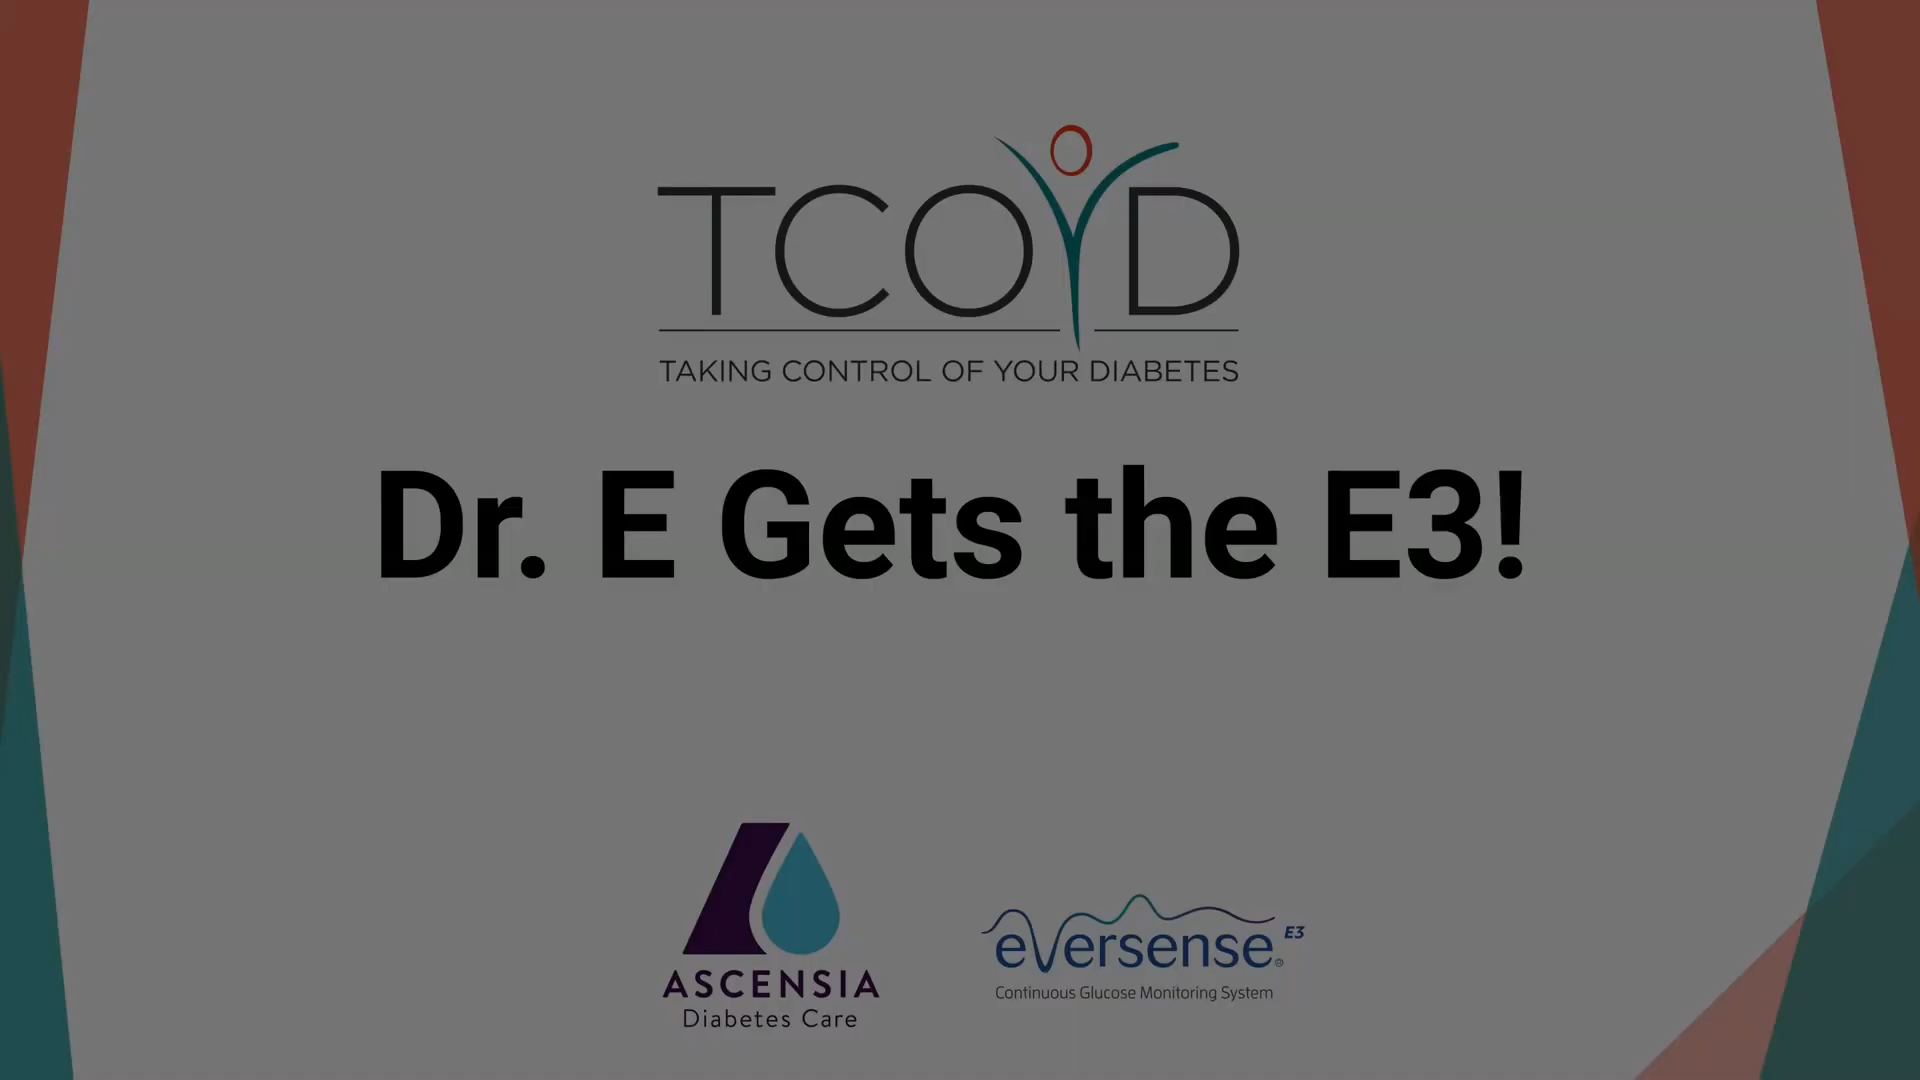 TCOYD
TAKING CONTROL OF YOUR DIABETES
Dr. E Gets the E3!
ASCENSIA
Diabetes Care
eversense® E3
Continuous Glucose Monitoring System